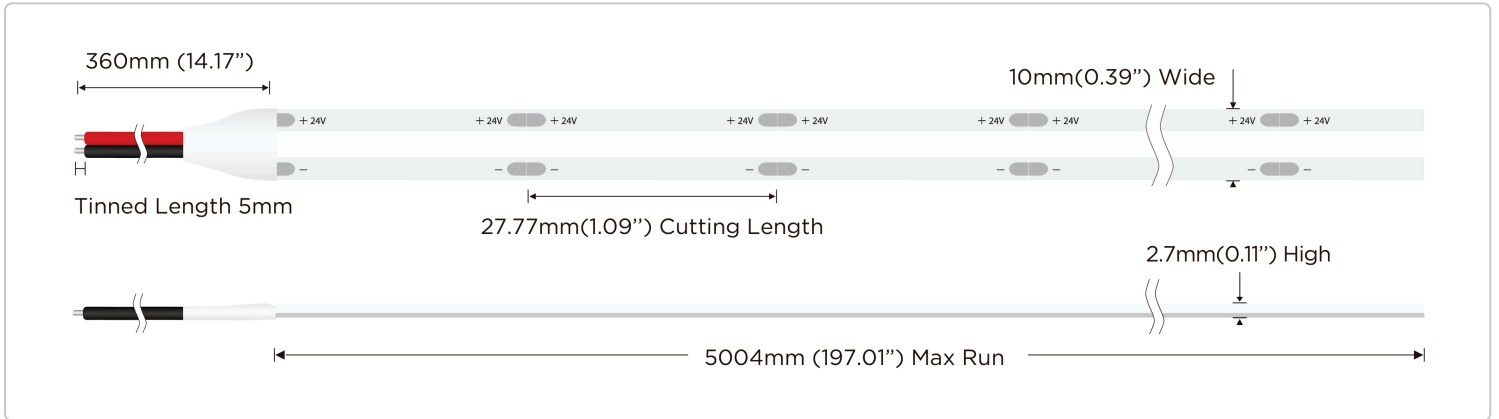 360mm (14.17”)
10mm(0.39”) Wide
+ 24V + 24V + 24V + 24V + 24V + 24V + 24V + 24V + 24V
– – – – – – – – –
Tinned Length 5mm
27.77mm(1.09”) Cutting Length
2.7mm(0.11”) High
5004mm (197.01”) Max Run